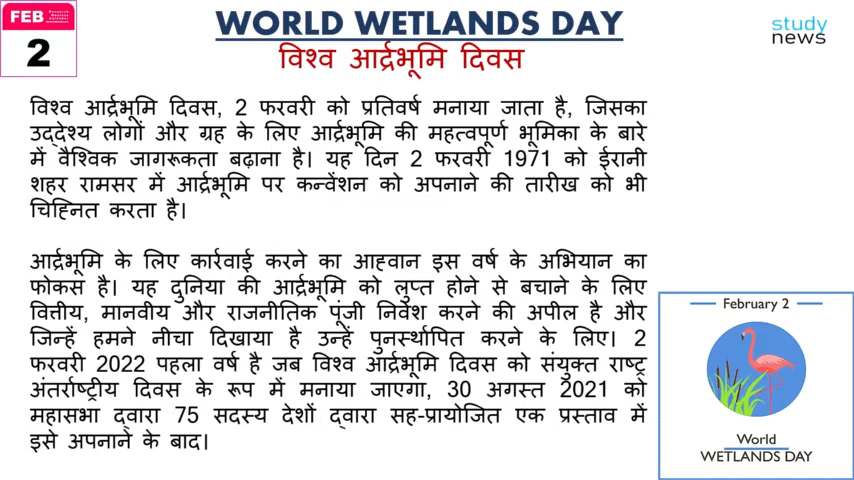 FEB
2
WORLD WETLANDS DAY
study
news
विश्व आर्द्रभूमि दिवस
विश्व आर्द्रभूमि दिवस, 2 फरवरी को प्रतिवर्ष मनाया जाता है, जिसका
उद्देश्य लोगों और ग्रह के लिए आर्द्रभूमि की महत्वपूर्ण भूमिका के बारे
में वैश्विक जागरूकता बढ़ाना है। यह दिन 2 फरवरी 1971 को ईरानी
शहर रामसर में आर्द्रभूमि पर कन्वेंशन को अपनाने की तारीख को भी
चिह्नित करता है।
आर्द्रभूमि के लिए कार्रवाई करने का आह्वान इस वर्ष के अभियान का
फोकस है। यह दुनिया की आर्द्रभूमि को लुप्त होने से बचाने के लिए
वित्तीय, मानवीय और राजनीतिक पूंजी निवेश करने की अपील है और
जिन्हें हमने नीचा दिखाया है उन्हें पुनर्स्थापित करने के लिए। 2
फरवरी 2022 पहला वर्ष है जब विश्व आर्द्रभूमि दिवस को संयुक्त राष्ट्र
अंतर्राष्ट्रीय दिवस के रूप में मनाया जाएगा, 30 अगस्त 2021 को
महासभा द्वारा 75 सदस्य देशों द्वारा सह-प्रायोजित एक प्रस्ताव में
इसे अपनाने के बाद।
February 2
World
WETLANDS DAY